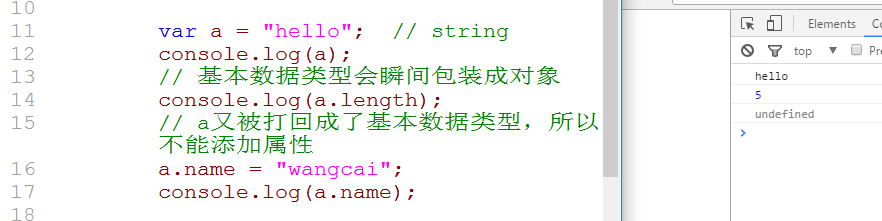 10
11 var a = "hello";  // string
12 console.log(a);
13 // 基本数据类型会瞬间包装成对象
14 console.log(a.length);
15 // a又被打回成了基本数据类型，所以
不能添加属性
16 a.name = "wangcai";
17 console.log(a.name);
18
Elements
top ▼
hello
5
undefined
>